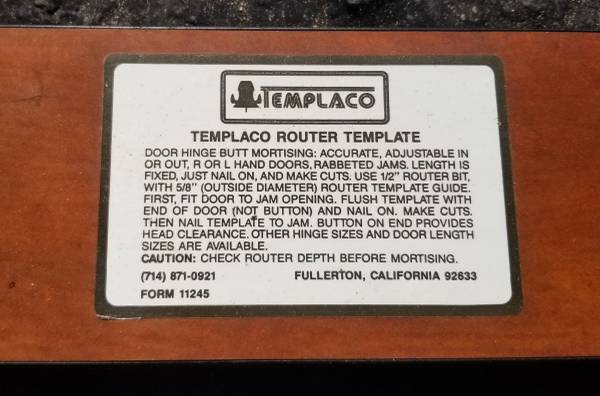 TEMPLACO
TEMPLACO ROUTER TEMPLATE
DOOR HINGE BUTT MORTISING: ACCURATE, ADJUSTABLE IN
OR OUT, R OR L HAND DOORS, RABBETED JAMS. LENGTH IS
FIXED, JUST NAIL ON, AND MAKE CUTS. USE 1/2" ROUTER BIT,
WITH 5/8" (OUTSIDE DIAMETER) ROUTER TEMPLATE GUIDE.
FIRST, FIT DOOR TO JAM OPENING. FLUSH TEMPLATE WITH
END OF DOOR (NOT BUTTON) AND NAIL ON. MAKE CUTS.
THEN NAIL TEMPLATE TO JAM. BUTTON ON END PROVIDES
HEAD CLEARANCE. OTHER HINGE SIZES AND DOOR LENGTH
SIZES ARE AVAILABLE.
CAUTION: CHECK ROUTER DEPTH BEFORE MORTISING.
(714) 871-0921 FULLERTON, CALIFORNIA 92633
FORM 11245